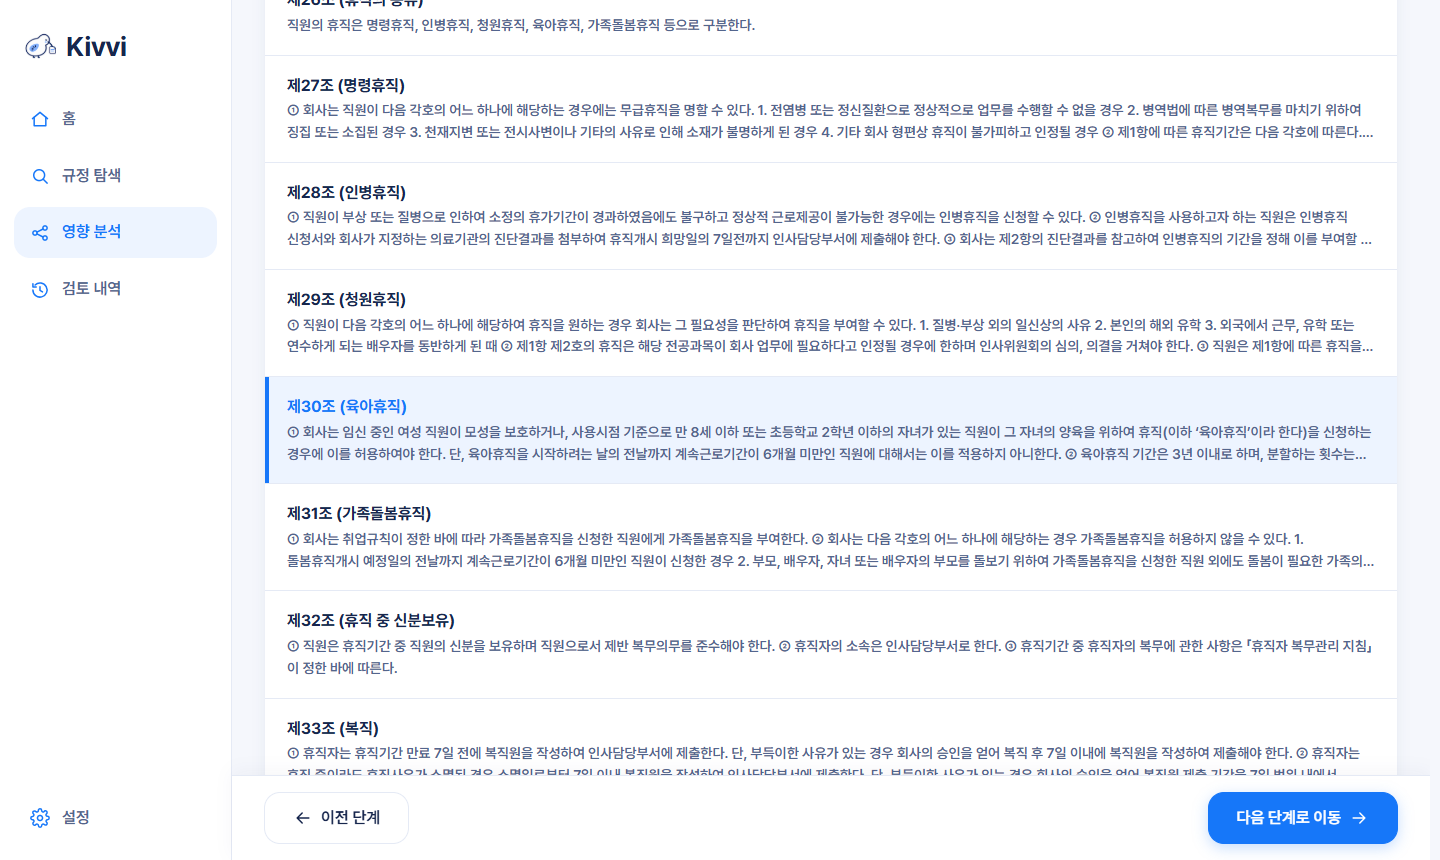 Kivvi
홈
규정 탐색
영향 분석
검토 내역
설정
직원의 휴직은 명령휴직, 인병휴직, 청원휴직, 육아휴직, 가족돌봄휴직 등으로 구분한다.
제27조 (명령휴직)
① 회사는 직원이 다음 각호의 어느 하나에 해당하는 경우에는 무급휴직을 명할 수 있다. 1. 전염병 또는 정신질환으로 정상적으로 업무를 수행할 수 없을 경우 2. 병역법에 따른 병역복무를 마치기 위하여
징집 또는 소집된 경우 3. 천재지변 또는 전시사변이나 기타의 사유로 인해 소재가 불명하게 된 경우 4. 기타 회사 형편상 휴직이 불가피하고 인정될 경우 ② 제1항에 따른 휴직기간은 다음 각호에 따른다....
제28조 (인병휴직)
① 직원이 부상 또는 질병으로 인하여 소정의 휴가기간이 경과하였음에도 불구하고 정상적 근로제공이 불가능한 경우에는 인병휴직을 신청할 수 있다. ② 인병휴직을 사용하고자 하는 직원은 인병휴직
신청서와 회사가 지정하는 의료기관의 진단결과를 첨부하여 휴직개시 희망일의 7일전까지 인사담당부서에 제출해야 한다. ③ 회사는 제2항의 진단결과를 참고하여 인병휴직의 기간을 정해 이를 부여할 ...
제29조 (청원휴직)
① 직원이 다음 각호의 어느 하나에 해당하여 휴직을 원하는 경우 회사는 그 필요성을 판단하여 휴직을 부여할 수 있다. 1. 질병·부상 외의 일신상의 사유 2. 본인의 해외 유학 3. 외국에서 근무, 유학 또는
연수하게 되는 배우자를 동반하게 된 때 ② 제1항 제2호의 휴직은 해당 전공과목이 회사 업무에 필요하다고 인정될 경우에 한하며 인사위원회의 심의, 의결을 거쳐야 한다. ③ 직원은 제1항에 따른 휴직을...
제30조 (육아휴직)
① 회사는 임신 중인 여성 직원이 모성을 보호하거나, 사용시점 기준으로 만 8세 이하 또는 초등학교 2학년 이하의 자녀가 있는 직원이 그 자녀의 양육을 위하여 휴직(이하 ‘육아휴직’이라 한다)을 신청하는
경우에 이를 허용하여야 한다. 단, 육아휴직을 시작하려는 날의 전날까지 계속근로기간이 6개월 미만인 직원에 대해서는 이를 적용하지 아니한다. ② 육아휴직 기간은 3년 이내로 하며, 분할하는 횟수는...
제31조 (가족돌봄휴직)
① 회사는 취업규칙이 정한 바에 따라 가족돌봄휴직을 신청한 직원에게 가족돌봄휴직을 부여한다. ② 회사는 다음 각호의 어느 하나에 해당하는 경우 가족돌봄휴직을 허용하지 않을 수 있다. 1.
돌봄휴직개시 예정일의 전날까지 계속근로기간이 6개월 미만인 직원이 신청한 경우 2. 부모, 배우자, 자녀 또는 배우자의 부모를 돌보기 위하여 가족돌봄휴직을 신청한 직원 외에도 돌봄이 필요한 가족의...
제32조 (휴직 중 신분보유)
① 직원은 휴직기간 중 직원의 신분을 보유하며 직원으로서 제반 복무의무를 준수해야 한다. ② 휴직자의 소속은 인사담당부서로 한다. ③ 휴직기간 중 휴직자의 복무에 관한 사항은 「휴직자 복무관리 지침」
이 정한 바에 따른다.
제33조 (복직)
① 휴직자는 휴직기간 만료 7일 전에 복직원을 작성하여 인사담당부서에 제출한다. 단, 부득이한 사유가 있는 경우 회사의 승인을 얻어 복직 후 7일 이내에 복직원을 작성하여 제출해야 한다. ② 휴직자는
이전 단계
다음 단계로 이동